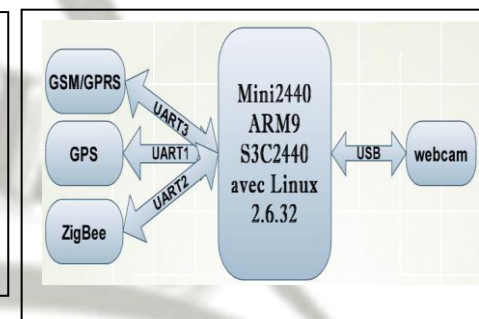 GSM/GPRS
UART3
GPS
UART1
UART2
ZigBee
Mini2440
ARM9
S3C2440
avec Linux
2.6.32
USB
webcam